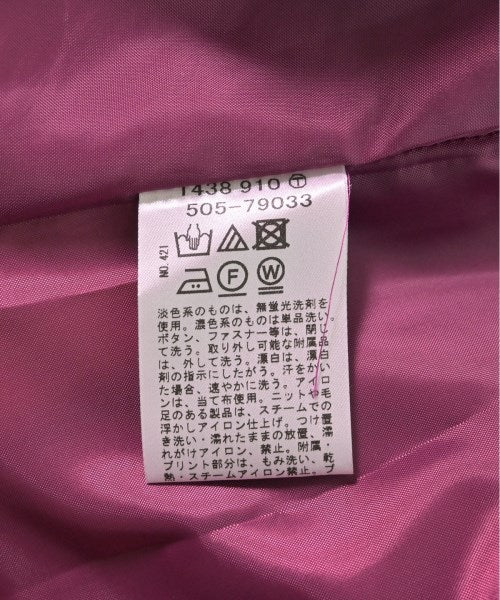 1438 910 Ⓣ
505-79033
NO.421
F
W
淡色系のものは、無蛍光洗剤を
使用。濃色系のものは単品洗い。
ボタン、ファスナー等は、閉じ
て洗う。取り外し可能な附属品
は、外して洗う。漂白は、漂白
剤の指示にしたがう。汗をかい
た場合、速やかに洗う。アイロ
ンは、当て布使用。ニットや毛
足のある製品は、スチームでの
浮かしアイロン仕上げ。つけ置
き洗い・濡れたままの放置、濡
れがけアイロン、禁止。附属・
プリント部分は、もみ洗い、乾
熱・スチームアイロン禁止。プ